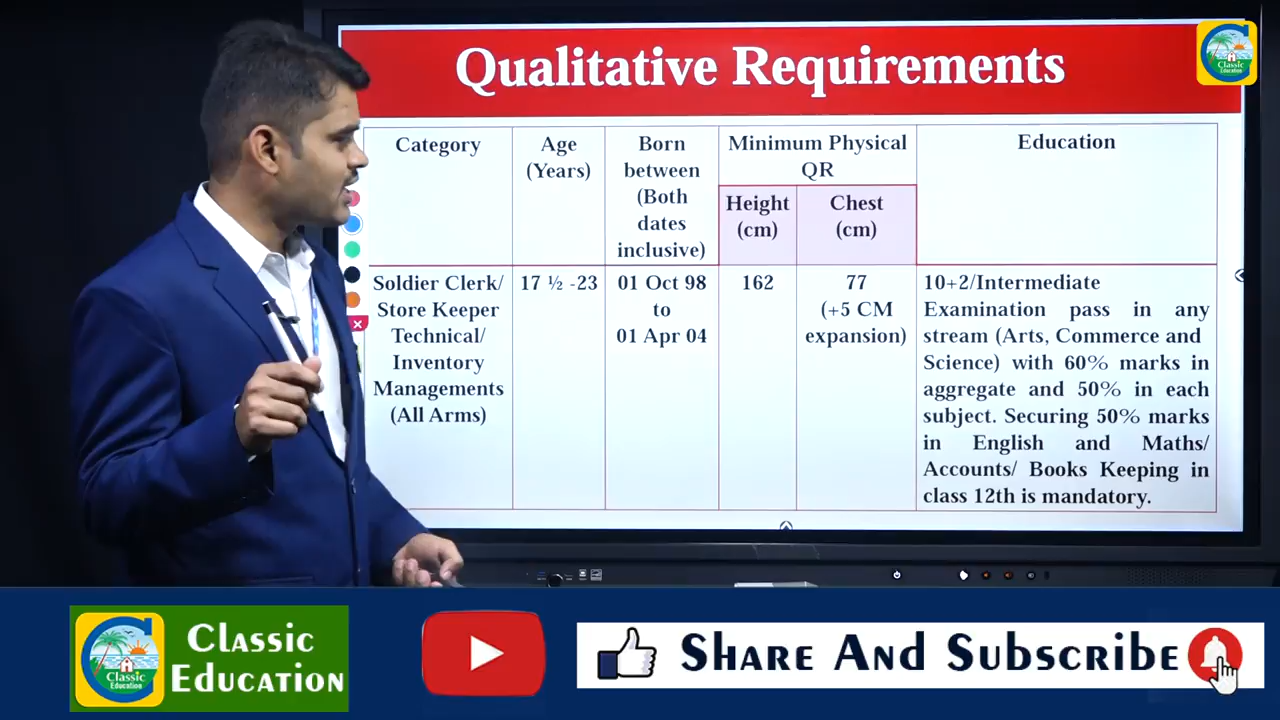 Qualitative Requirements
Classic
Education
Category
Age
(Years)
Born
between
(Both
dates
inclusive)
Minimum Physical
QR
Height
(cm)
Chest
(cm)
Education
Soldier Clerk/
Store Keeper
Technical/
Inventory
Managements
(All Arms)
17 ½ -23
01 Oct 98
to
01 Apr 04
162
77
(+5 CM
expansion)
10+2/Intermediate
Examination pass in any
stream (Arts, Commerce and
Science) with 60% marks in
aggregate and 50% in each
subject. Securing 50% marks
in English and Maths/
Accounts/ Books Keeping in
class 12th is mandatory.
Classic
Education
Classic
Education
Share And Subscribe